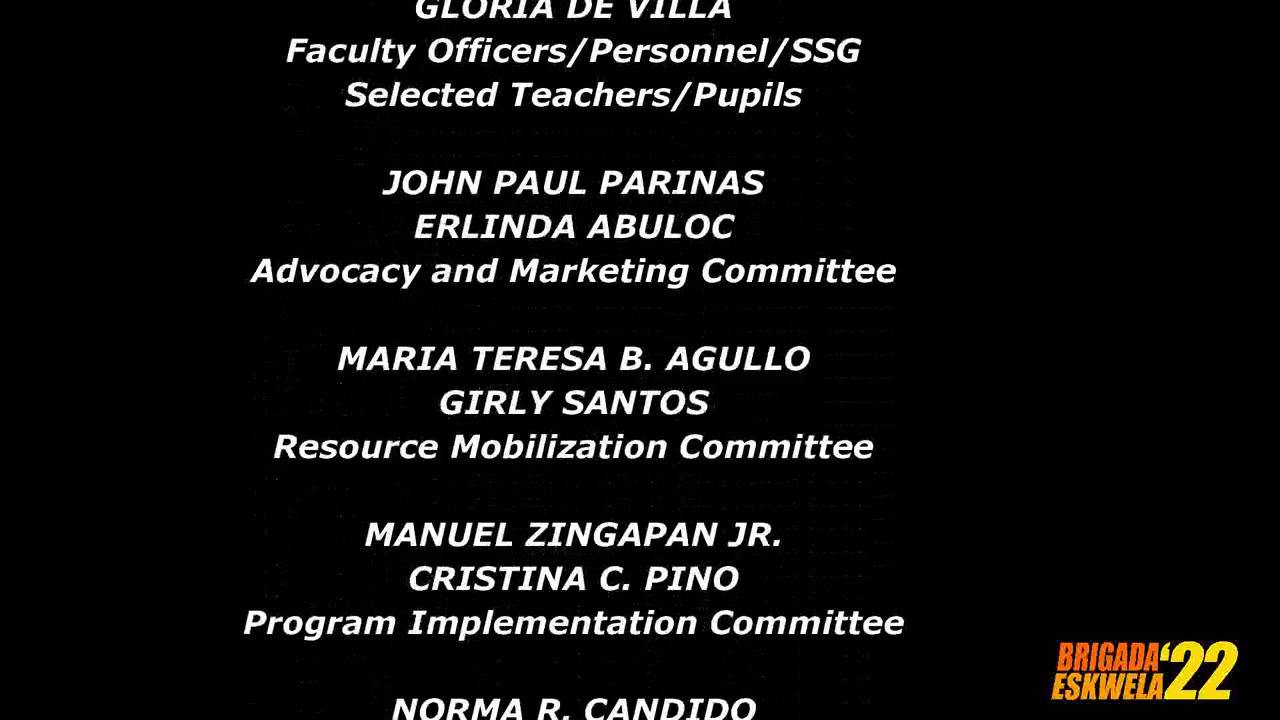 GLORIA DE VILLA
Faculty Officers/Personnel/SSG
Selected Teachers/Pupils
JOHN PAUL PARINAS
ERLINDA ABULOC
Advocacy and Marketing Committee
MARIA TERESA B. AGULLO
GIRLY SANTOS
Resource Mobilization Committee
MANUEL ZINGAPAN JR.
CRISTINA C. PINO
Program Implementation Committee
NORMA R. CANDIDO
BRIGADA ESKWELA '22